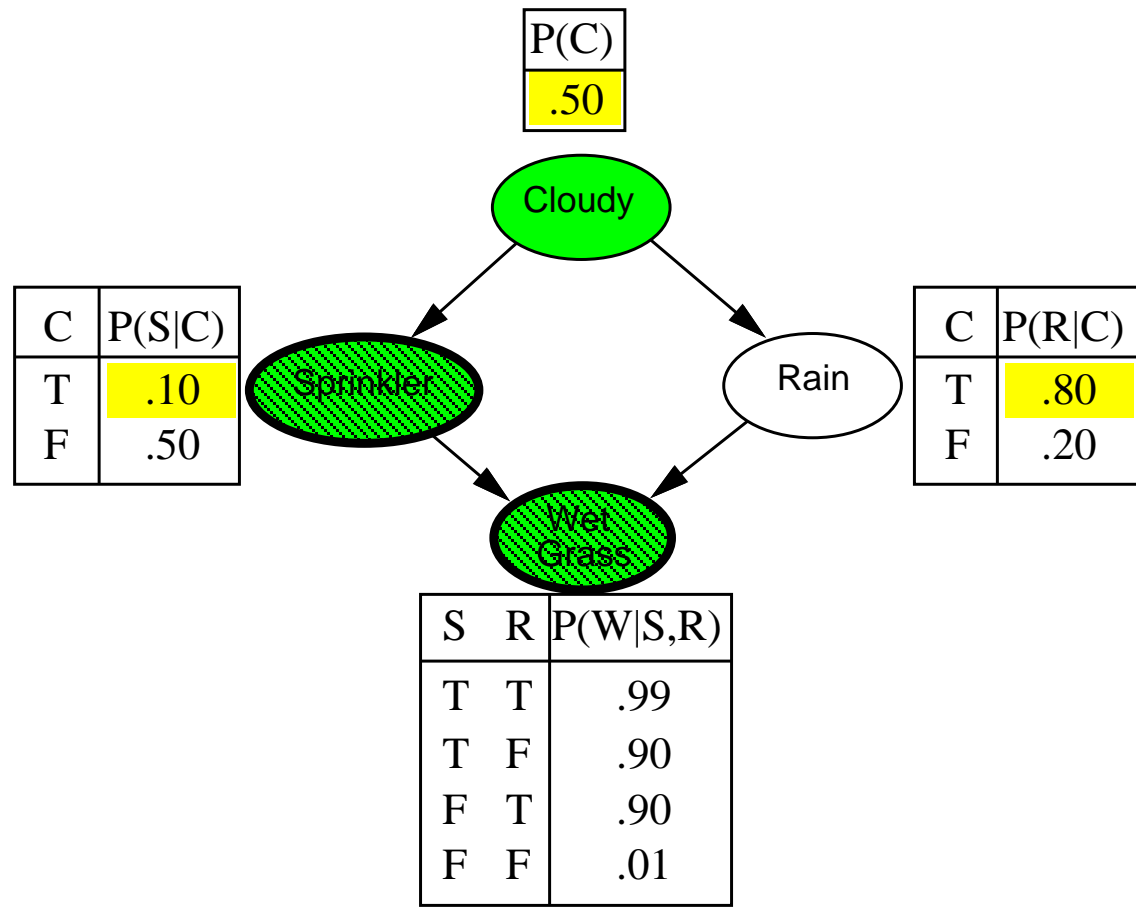 P(C)
.50
Cloudy
C P(S|C)
T .10
F .50
Sprinkler
Rain
C P(R|C)
T .80
F .20
Wet
Grass
S R P(W|S,R)
T T .99
T F .90
F T .90
F F .01